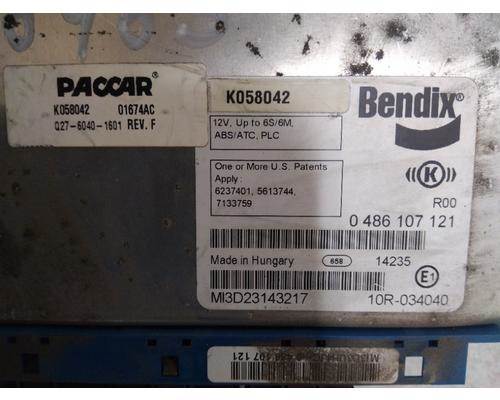 PACCAR®
K058042 01674AC
Q27-6040-1601 REV. F
K058042
Bendix®
12V, Up to 6S/6M,
ABS/ATC, PLC
One or More U.S. Patents
Apply :
6237401, 5613744,
7133759
K
R00
0 486 107 121
Made in Hungary 658 14235
E1
MI3D23143217 10R-034040
107 121